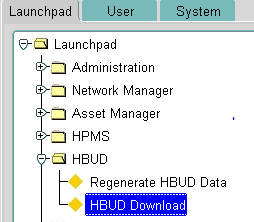 Launchpad User System
Launchpad
Administration
Network Manager
Asset Manager
HPMS
HBUD
Regenerate HBUD Data
HBUD Download